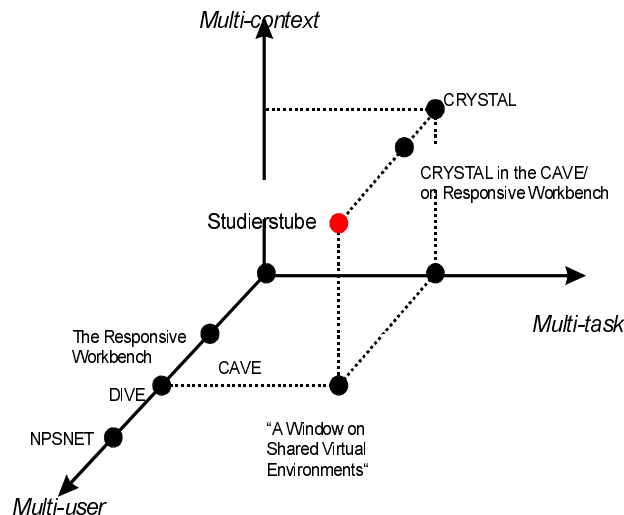 Multi-context
CRYSTAL
CRYSTAL in the CAVE/
on Responsive Workbench
Studierstube
Multi-task
The Responsive
Workbench
CAVE
DIVE
"A Window on
Shared Virtual
Environments"
NPSNET
Multi-user